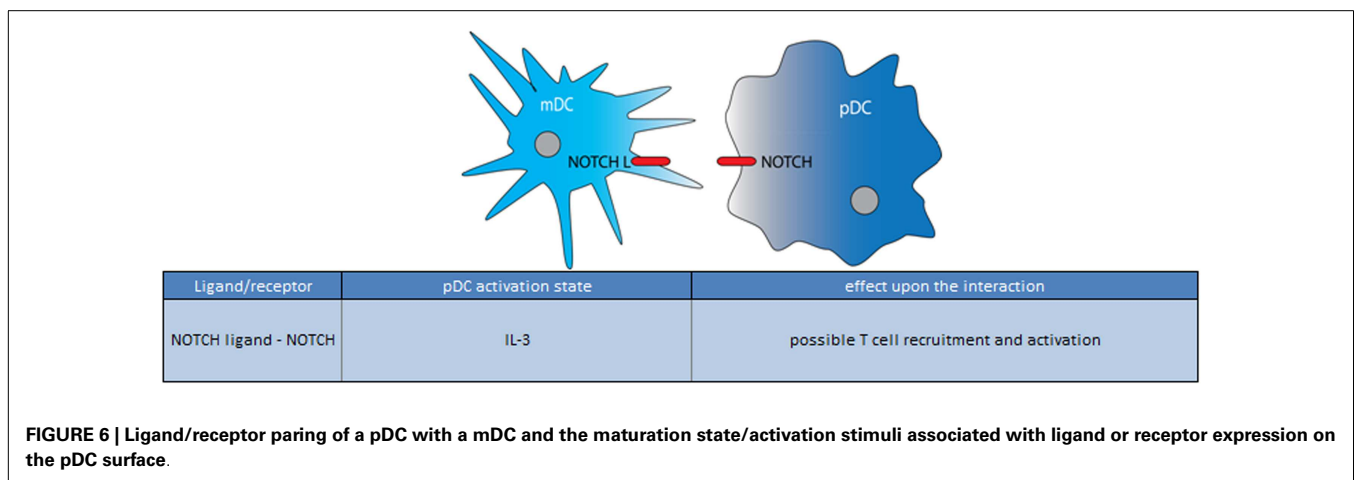 mDC
pDC
NOTCH L
NOTCH
Ligand/receptor
pDC activation state
effect upon the interaction
NOTCH ligand - NOTCH
IL-3
possible T cell recruitment and activation
FIGURE 6 | Ligand/receptor paring of a pDC with a mDC and the maturation state/activation stimuli associated with ligand or receptor expression on
the pDC surface.